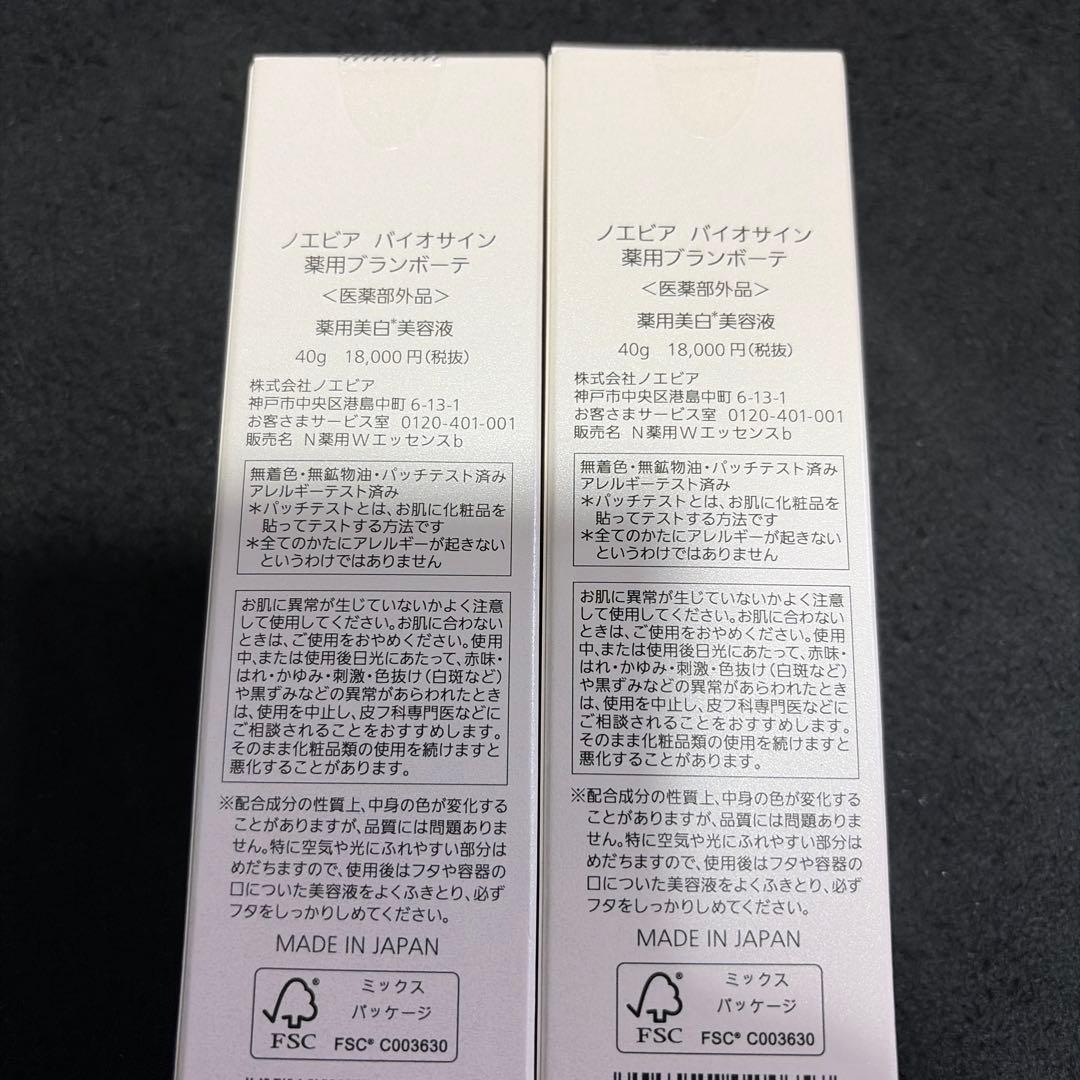 ノエビア バイオサイン
薬用ブランボーテ
<医薬部外品>
薬用美白*美容液
40g 18,000円(税抜)
株式会社ノエビア
神戸市中央区港島中町 6-13-1
お客さまサービス室 0120-401-001
販売名 N薬用Wエッセンスb
無着色・無鉱物油・パッチテスト済み
アレルギーテスト済み
*パッチテストとは、お肌に化粧品を
貼ってテストする方法です
*全てのかたにアレルギーが起きない
というわけではありません
お肌に異常が生じていないかよく注意
して使用してください。お肌に合わない
ときは、ご使用をおやめください。使用
中、または使用後日光にあたって、赤味・
はれ・かゆみ・刺激・色抜け(白斑など)
や黒ずみなどの異常があらわれたとき
は、使用を中止し、皮フ科専門医などに
ご相談されることをおすすめします。
そのまま化粧品類の使用を続けますと
悪化することがあります。
※配合成分の性質上、中身の色が変化する
ことがありますが、品質には問題ありま
せん。特に空気や光にふれやすい部分は
めだちますので、使用後はフタや容器の
口についた美容液をよくふきとり、必ず
フタをしっかりしめてください。
MADE IN JAPAN
ミックス
パッケージ
FSC
FSC® C003630
ノエビア バイオサイン
薬用ブランボーテ
<医薬部外品>
薬用美白*美容液
40g 18,000円(税抜)
株式会社ノエビア
神戸市中央区港島中町 6-13-1
お客さまサービス室 0120-401-001
販売名 N薬用Wエッセンスb
無着色・無鉱物油・パッチテスト済み
アレルギーテスト済み
*パッチテストとは、お肌に化粧品を
貼ってテストする方法です
*全てのかたにアレルギーが起きない
というわけではありません
お肌に異常が生じていないかよく注意
して使用してください。お肌に合わない
ときは、ご使用をおやめください。使用
中、または使用後日光にあたって、赤味・
はれ・かゆみ・刺激・色抜け(白斑など)
や黒ずみなどの異常があらわれたとき
は、使用を中止し、皮フ科専門医などに
ご相談されることをおすすめします。
そのまま化粧品類の使用を続けますと
悪化することがあります。
※配合成分の性質上、中身の色が変化する
ことがありますが、品質には問題ありま
せん。特に空気や光にふれやすい部分は
めだちますので、使用後はフタや容器の
口についた美容液をよくふきとり、必ず
フタをしっかりしめてください。
MADE IN JAPAN
ミックス
パッケージ
FSC
FSC® C003630